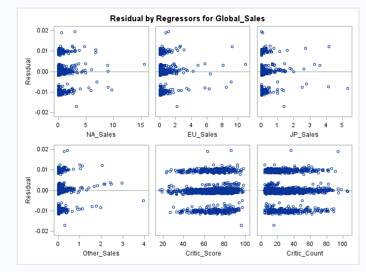 Residual by Regressors for Global_Sales
0.02
0.01
0.00
-0.01
-0.02
Residual
0 5 10 15
NA_Sales
0 2 4 6 8 10
EU_Sales
0 1 2 3 4 5
JP_Sales
0.02
0.01
0.00
-0.01
-0.02
Residual
0 1 2 3 4
Other_Sales
20 40 60 80 100
Critic_Score
0 20 40 60 80 100
Critic_Count